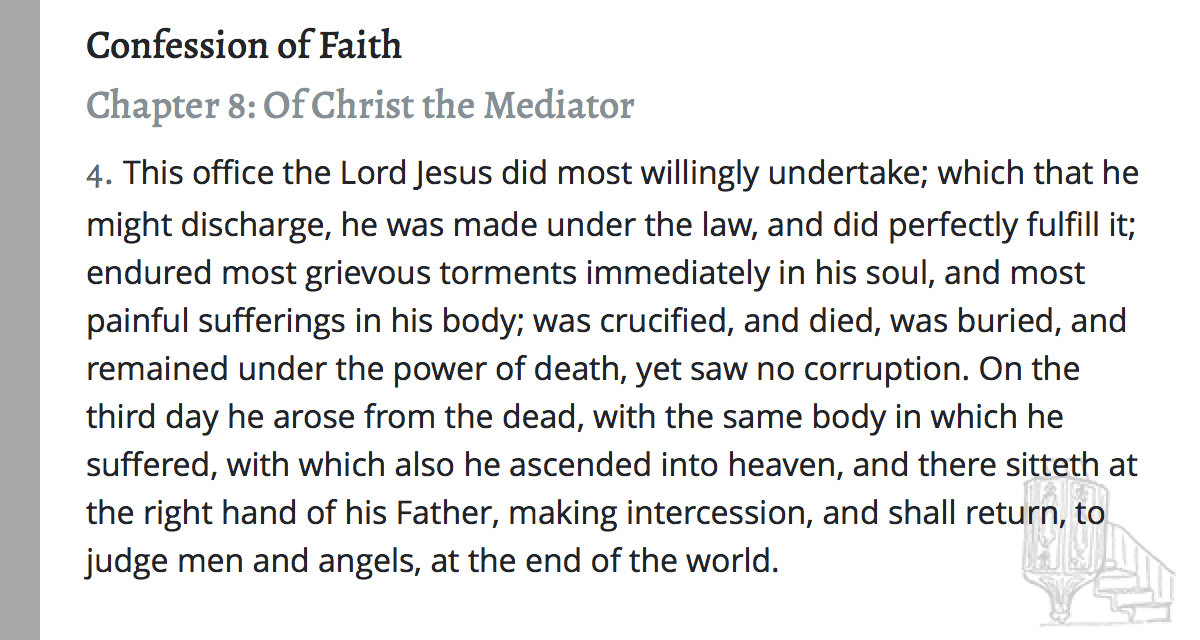 Confession of Faith
Chapter 8: Of Christ the Mediator
4. This office the Lord Jesus did most willingly undertake; which that he
might discharge, he was made under the law, and did perfectly fulfill it;
endured most grievous torments immediately in his soul, and most
painful sufferings in his body; was crucified, and died, was buried, and
remained under the power of death, yet saw no corruption. On the
third day he arose from the dead, with the same body in which he
suffered, with which also he ascended into heaven, and there sitteth at
the right hand of his Father, making intercession, and shall return, to
judge men and angels, at the end of the world.